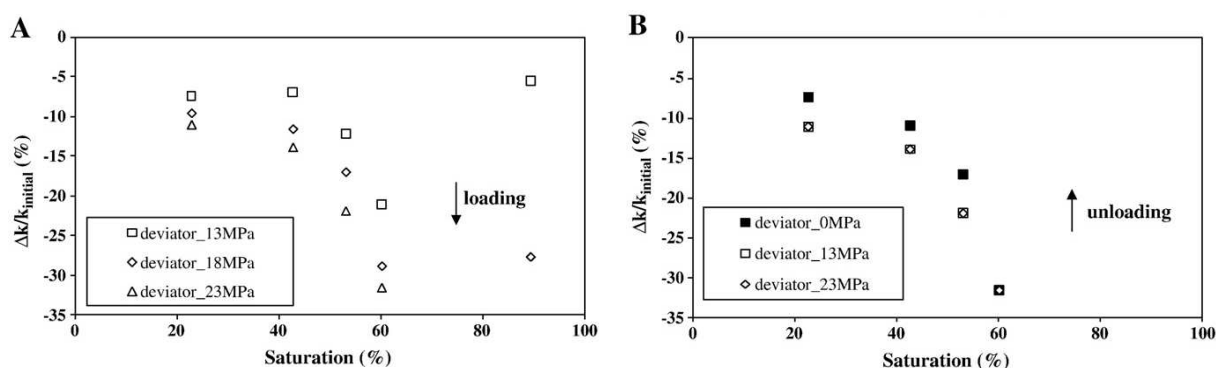 A
-0
-5
-10
-15
-20
-25
-30
-35
Δk/k_initial (%)
deviator_13MPa
deviator_18MPa
deviator_23MPa
loading
0
20
40
60
80
100
Saturation (%)
B
0
-5
-10
-15
-20
-25
-30
-35
Δk/k_initial (%)
deviator_0MPa
deviator_13MPa
deviator_23MPa
unloading
0
20
40
60
80
100
Saturation (%)